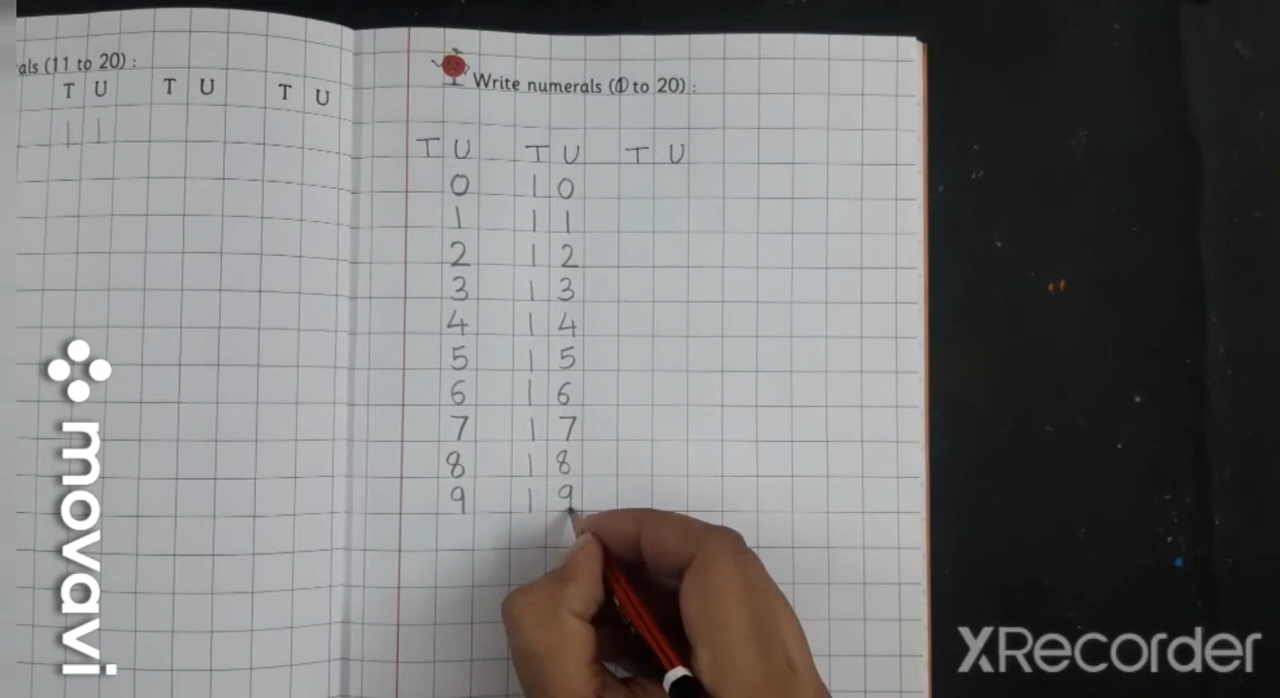 als (11 to 20) :
T U T U T U
1 1
Write numerals (0 to 20) :
T U T U T U
0 1 0
1 1 1
2 1 2
3 1 3
4 1 4
5 1 5
6 1 6
7 1 7
8 1 8
9 1 9
movavi
XRecorder